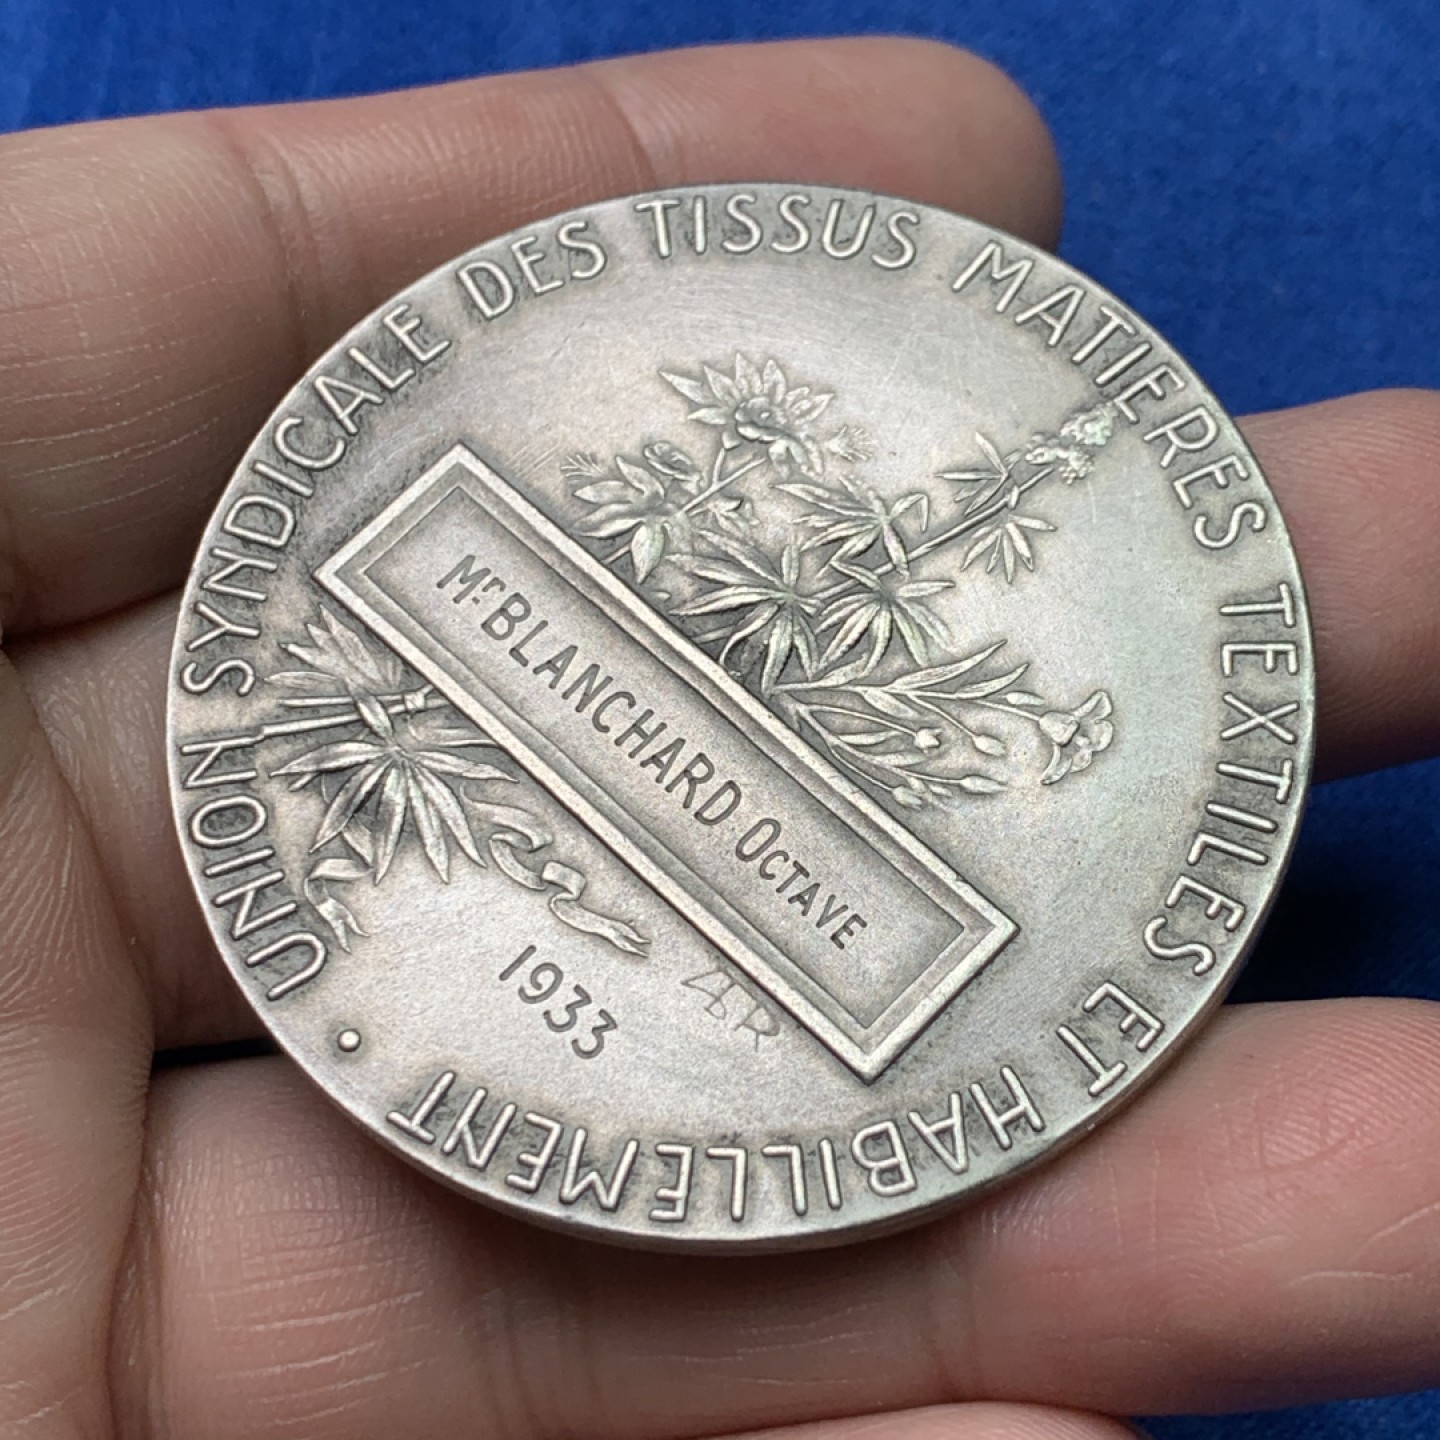 UNION SYNDICALE DES TISSUS MATIERES TEXTILES ET HABILLEMENT •
Mr. BLANCHARD OCTAVE
1933